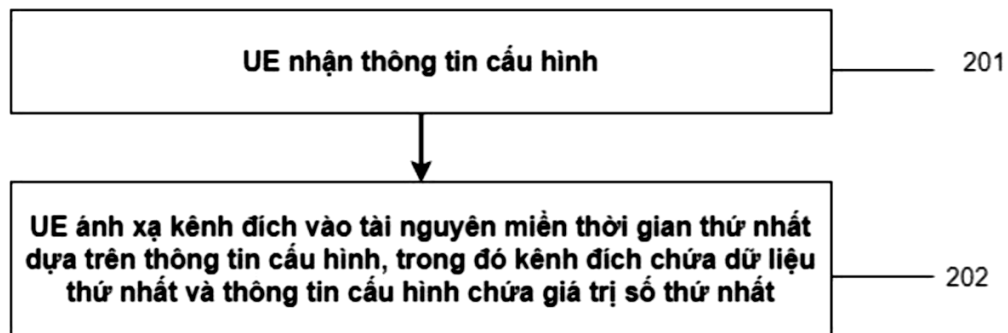 UE nhận thông tin cấu hình
201
UE ánh xạ kênh đích vào tài nguyên miền thời gian thứ nhất
dựa trên thông tin cấu hình, trong đó kênh đích chứa dữ liệu
thứ nhất và thông tin cấu hình chứa giá trị số thứ nhất
202